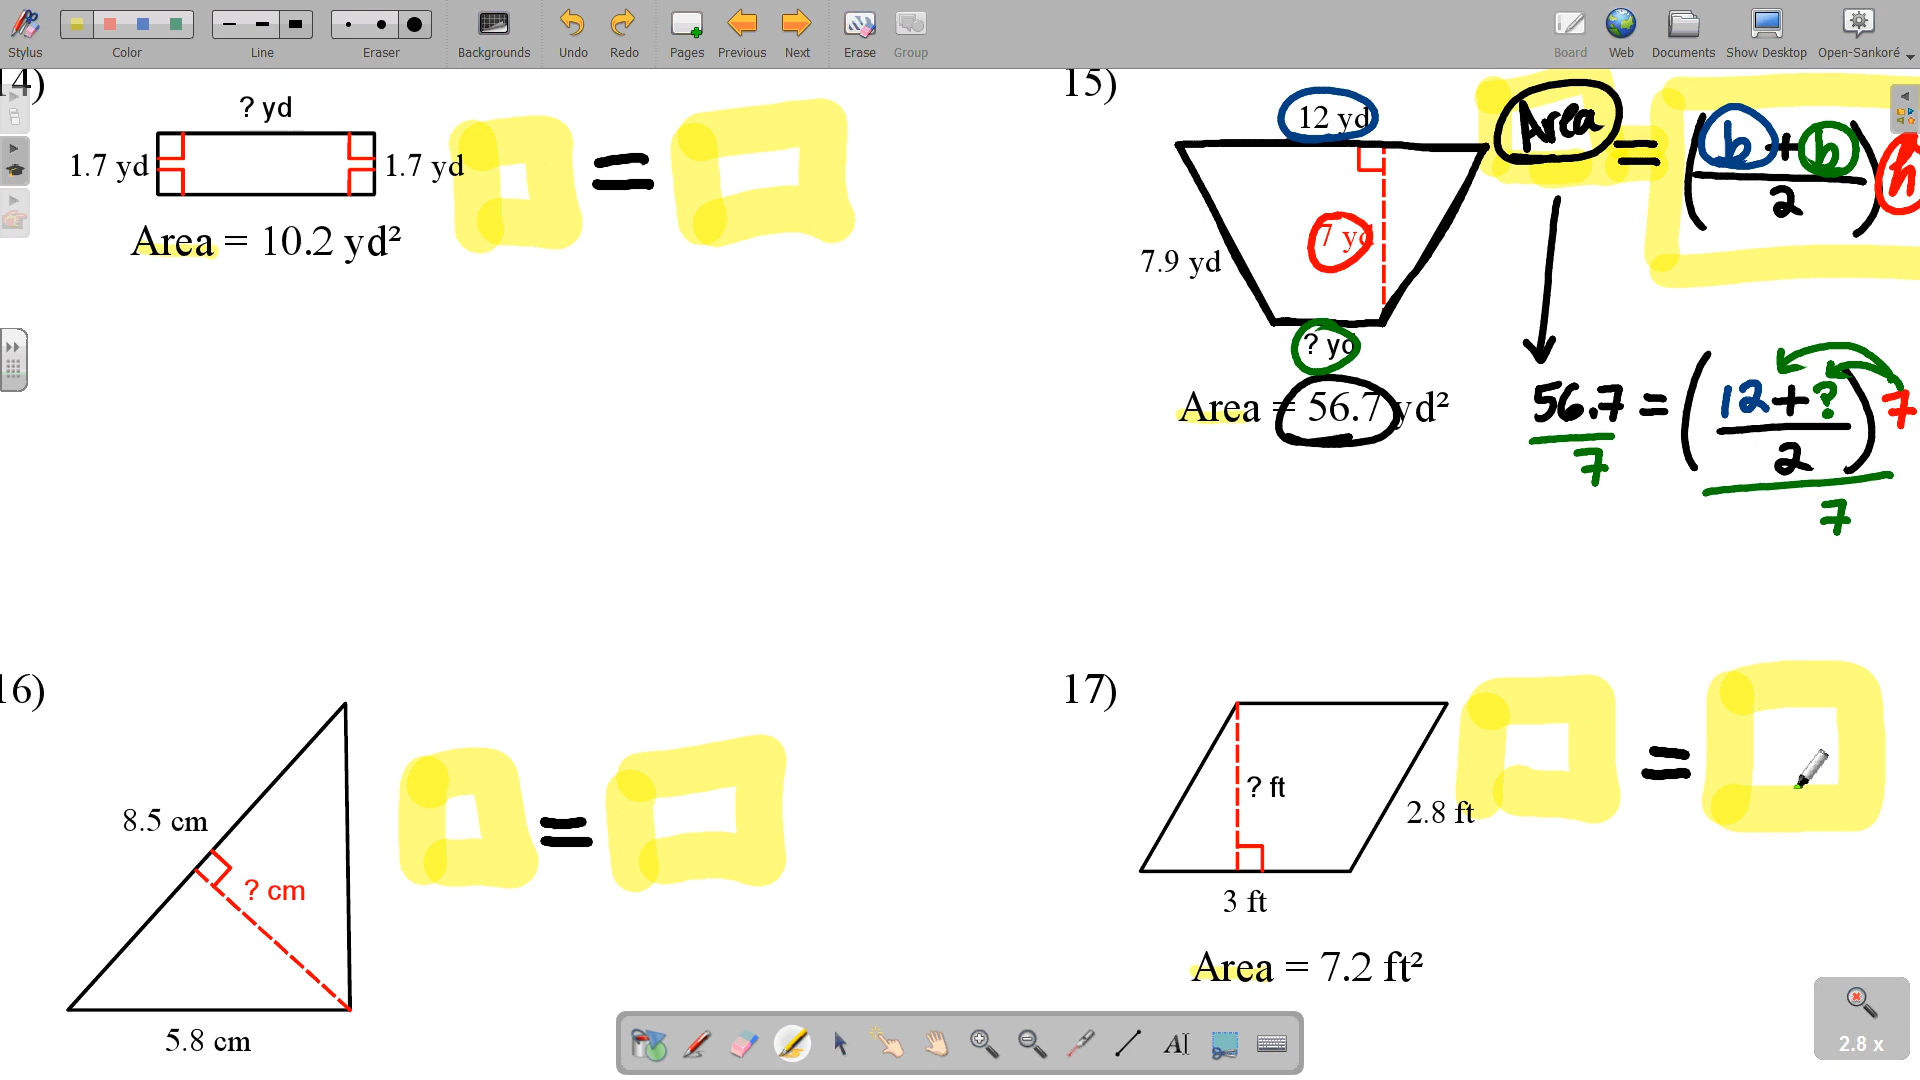 Stylus
Color
Line
Eraser
Backgrounds
Undo
Redo
Pages
Previous
Next
Erase
Group
Board
Web
Documents
Show Desktop
Open-Sankoré
14)
? yd
1.7 yd
1.7 yd
=
Area = 10.2 yd²
15)
12 yd
7 yd
7.9 yd
? yd
Area = 56.7 yd²
Area = (b + b / 2) h
56.7 / 7 = (12 + ? / 2) 7 / 7
16)
8.5 cm
? cm
5.8 cm
=
17)
? ft
2.8 ft
3 ft
=
Area = 7.2 ft²
AI
2.8 x